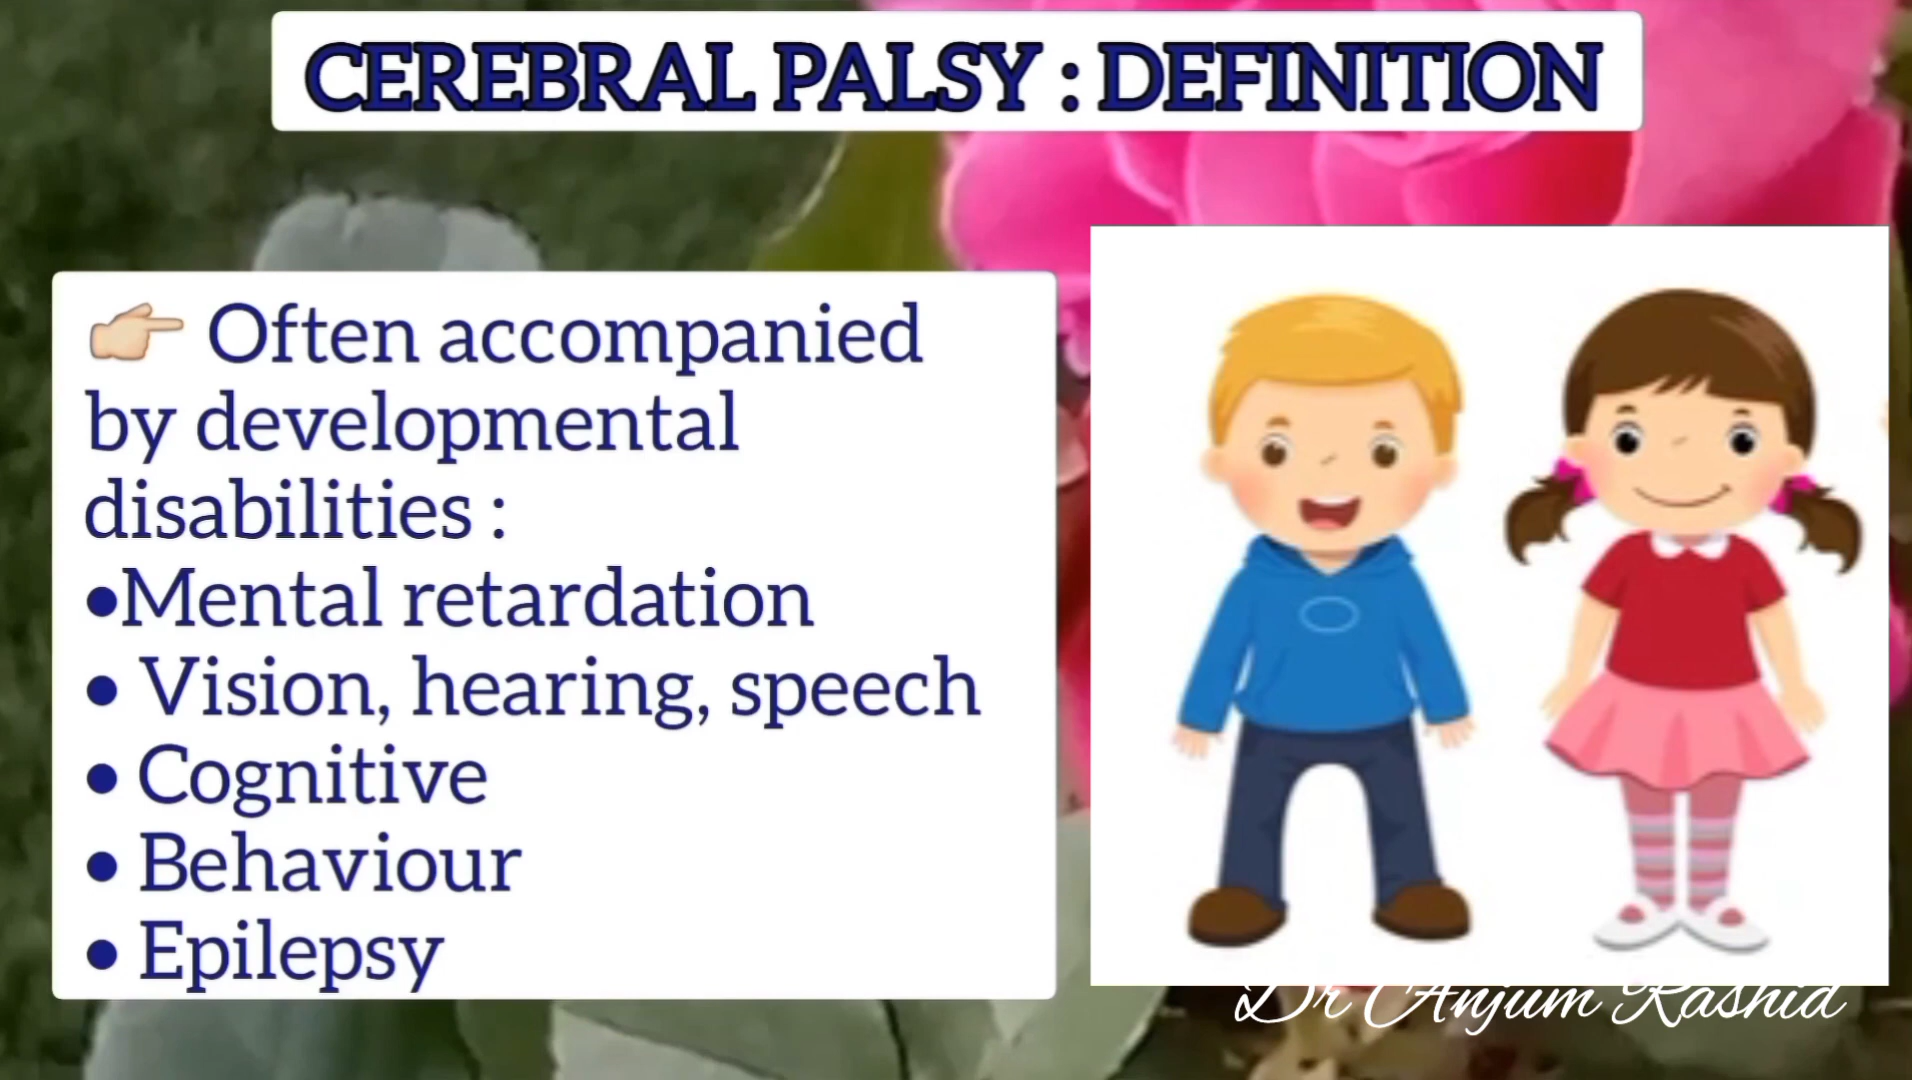 CEREBRAL PALSY : DEFINITION
👉🏼 Often accompanied
by developmental
disabilities :
•Mental retardation
• Vision, hearing, speech
• Cognitive
• Behaviour
• Epilepsy
Dr Anjum Rashid